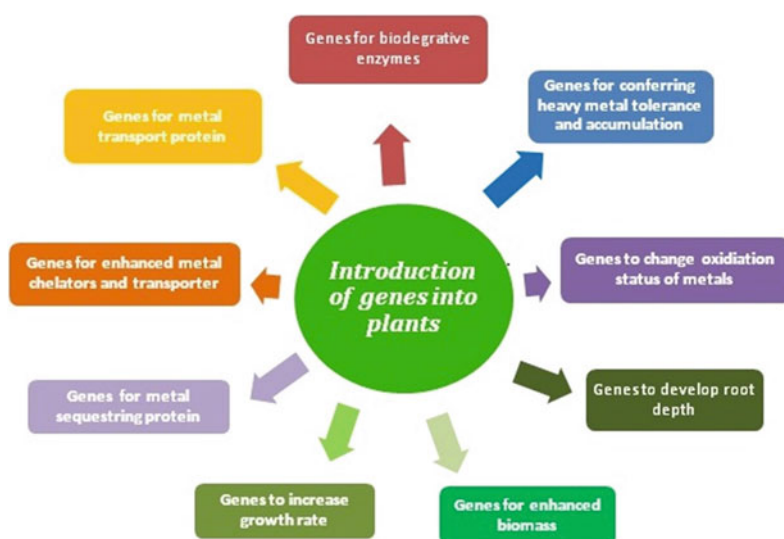 Genes for biodegrative
enzymes
Genes for conferring
heavy metal tolerance
and accumulation
Genes for metal
transport protein
Genes for enhanced metal
chelators and transporter
Introduction
of genes into
plants
Genes to change oxidiation
status of metals
Genes for metal
sequestring protein
Genes to develop root
depth
Genes to increase
growth rate
Genes for enhanced
biomass